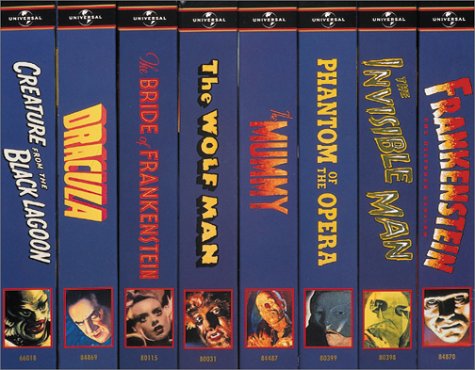 UNIVERSAL
CREATURE FROM THE
BLACK LAGOON
66018
UNIVERSAL
DRACULA
84869
UNIVERSAL
The BRIDE of FRANKENSTEIN
80115
UNIVERSAL
The WOLF MAN
80031
UNIVERSAL
The MUMMY
84487
UNIVERSAL
PHANTOM OF THE OPERA
80399
UNIVERSAL
THE INVISIBLE MAN
80398
UNIVERSAL
FRANKENSTEIN
84870